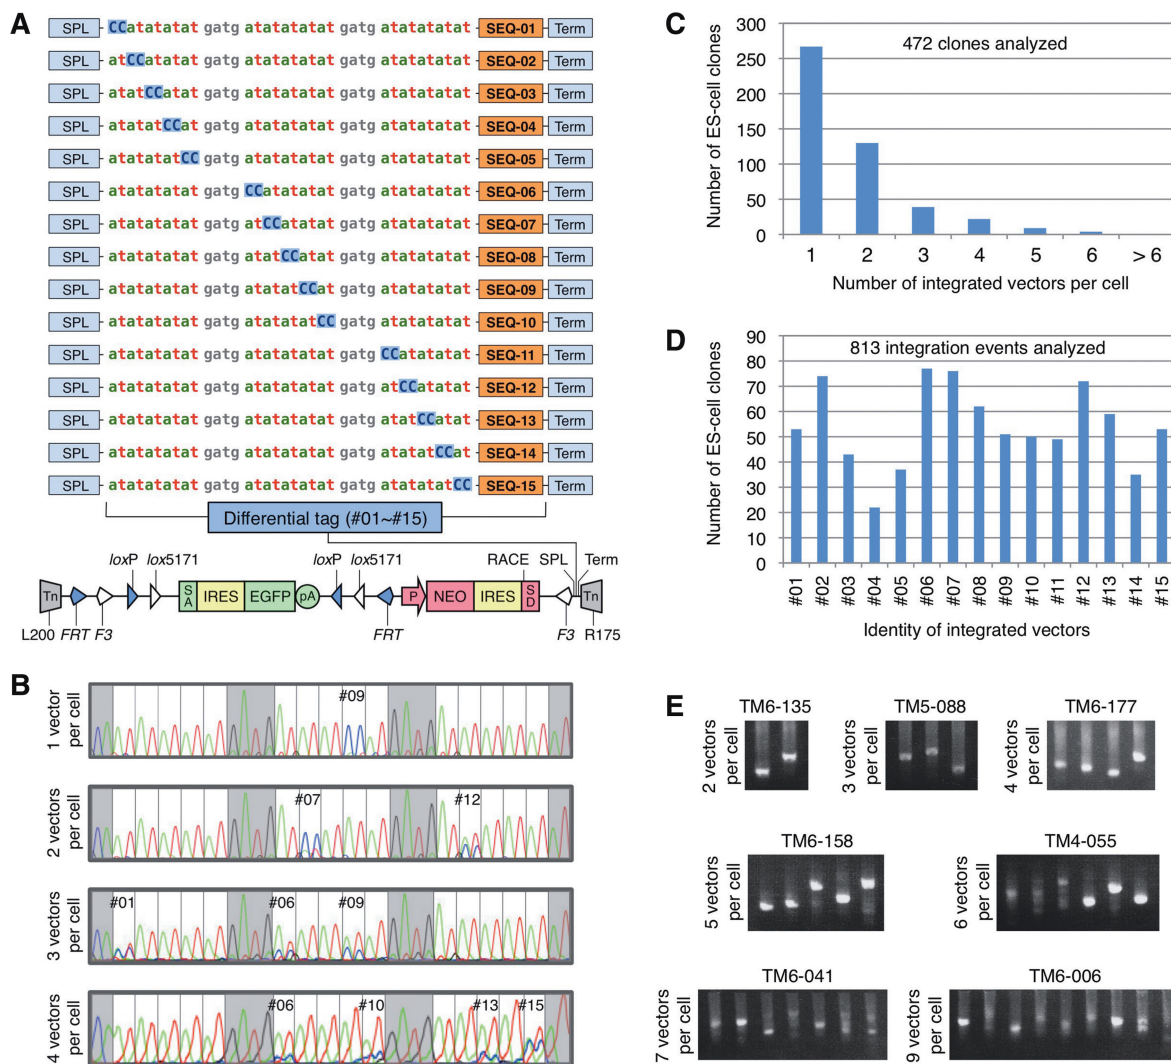 A
SPL CCatatatat gatg atatatatat gatg atatatatat SEQ-01 Term
SPL atCCatatat gatg atatatatat gatg atatatatat SEQ-02 Term
SPL atatCCatat gatg atatatatat gatg atatatatat SEQ-03 Term
SPL atatatCCat gatg atatatatat gatg atatatatat SEQ-04 Term
SPL atatatatCC gatg atatatatat gatg atatatatat SEQ-05 Term
SPL atatatatat gatg CCatatatat gatg atatatatat SEQ-06 Term
SPL atatatatat gatg atCCatatat gatg atatatatat SEQ-07 Term
SPL atatatatat gatg atatCCatat gatg atatatatat SEQ-08 Term
SPL atatatatat gatg atatatCCat gatg atatatatat SEQ-09 Term
SPL atatatatat gatg atatatatCC gatg atatatatat SEQ-10 Term
SPL atatatatat gatg atatatatat gatg CCatatatat SEQ-11 Term
SPL atatatatat gatg atatatatat gatg atCCatatat SEQ-12 Term
SPL atatatatat gatg atatatatat gatg atatCCatat SEQ-13 Term
SPL atatatatat gatg atatatatat gatg atatatCCat SEQ-14 Term
SPL atatatatat gatg atatatatat gatg atatatatCC SEQ-15 Term
Differential tag (#01~#15)
loxP lox5171 loxP lox5171 RACE SPL Term
Tn SA IRES EGFP pA P NEO IRES SD Tn
L200 FRT F3 FRT F3 R175
B
1 vector per cell
#09
2 vectors per cell
#07 #12
3 vectors per cell
#01 #06 #09
4 vectors per cell
#06 #10 #13 #15
C
472 clones analyzed
Number of ES-cell clones
300
250
200
150
100
50
0
1 2 3 4 5 6 > 6
Number of integrated vectors per cell
D
813 integration events analyzed
Number of ES-cell clones
90
80
70
60
50
40
30
20
10
0
#01 #02 #03 #04 #05 #06 #07 #08 #09 #10 #11 #12 #13 #14 #15
Identity of integrated vectors
E
TM6-135 TM5-088 TM6-177
2 vectors per cell
3 vectors per cell
4 vectors per cell
TM6-158 TM4-055
5 vectors per cell
6 vectors per cell
TM6-041 TM6-006
7 vectors per cell
9 vectors per cell